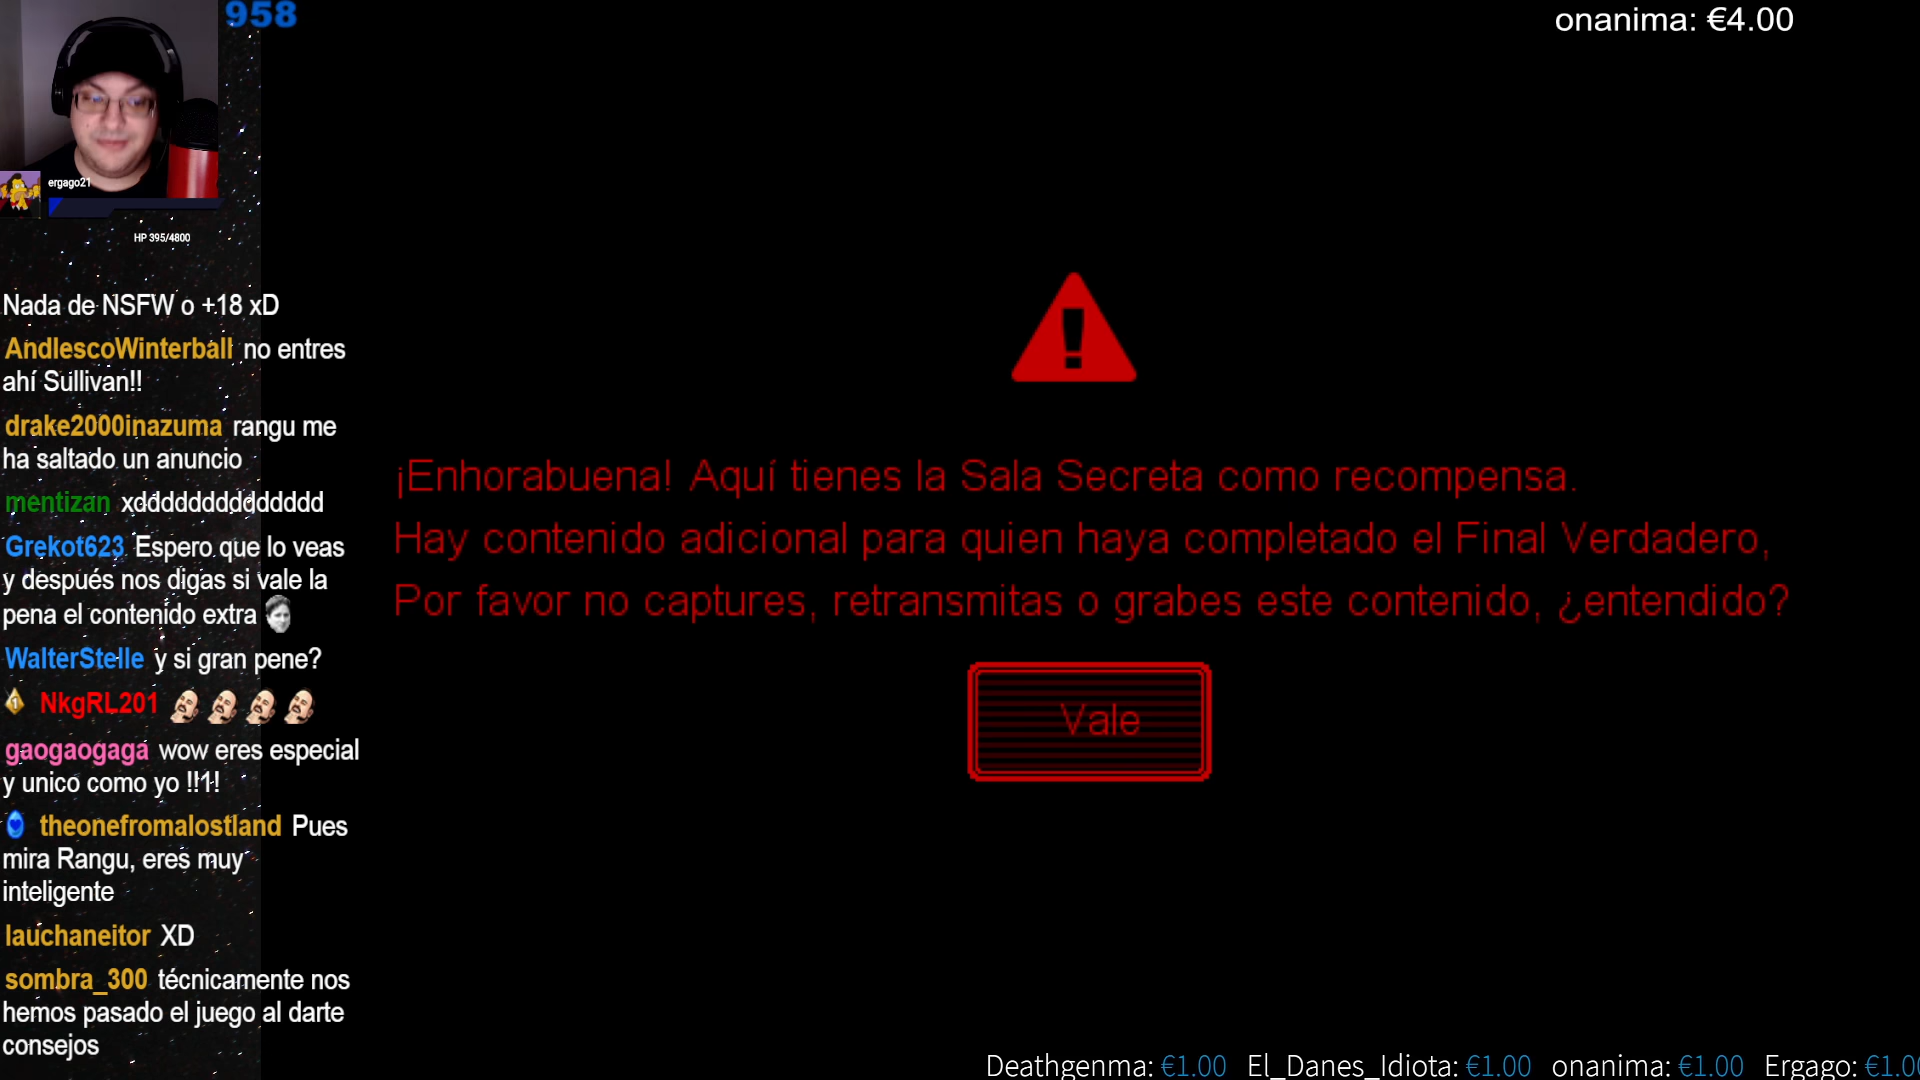 958
onanima: €4.00
ergago21
HP 395/4800
Nada de NSFW o +18 xD
AndlescoWinterball no entres
ahí Sullivan!!
drake2000inazuma rangu me
ha saltado un anuncio
mentizan xddddddddddddd
Grekot623 Espero que lo veas
y después nos digas si vale la
pena el contenido extra
WalterStelle y si gran pene?
1 NkgRL201
gaogaogaga wow eres especial
y unico como yo !!1!
theonefromalostland Pues
mira Rangu, eres muy
inteligente
lauchaneitor XD
sombra_300 técnicamente nos
hemos pasado el juego al darte
consejos
¡Enhorabuena! Aquí tienes la Sala Secreta como recompensa.
Hay contenido adicional para quien haya completado el Final Verdadero,
Por favor no captures, retransmitas o grabes este contenido, ¿entendido?
Vale
Deathgenma: €1.00 El_Danes_Idiota: €1.00 onanima: €1.00 Ergago: €1.00